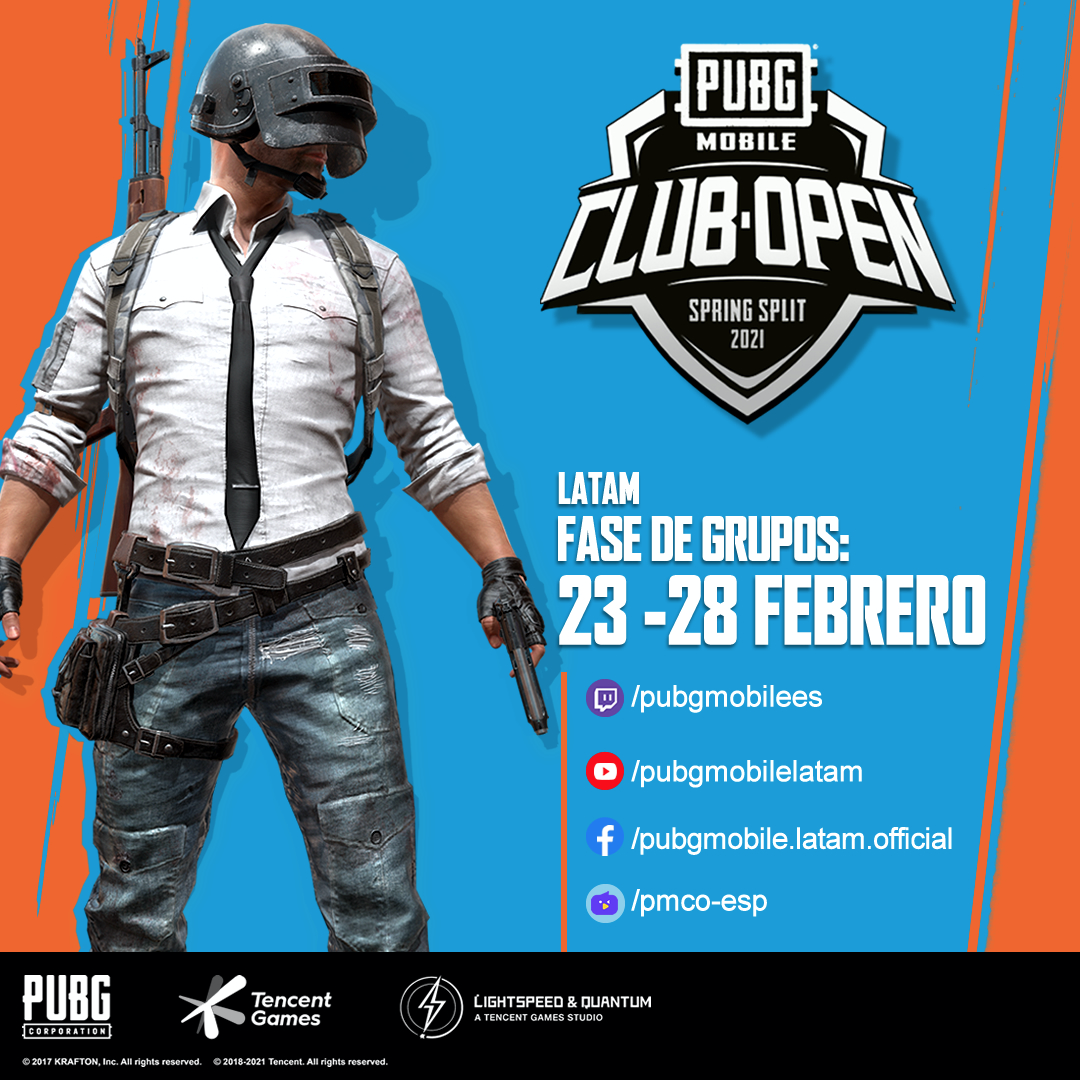 PUBG
MOBILE
CLUB·OPEN
SPRING SPLIT
2021
LATAM
FASE DE GRUPOS:
23 -28 FEBRERO
/pubgmobilees
/pubgmobilelatam
/pubgmobile.latam.official
/pmco-esp
PUBG
CORPORATION
Tencent
Games
LIGHTSPEED & QUANTUM
A TENCENT GAMES STUDIO
© 2017 KRAFTON, Inc. All rights reserved. © 2018-2021 Tencent. All rights reserved.